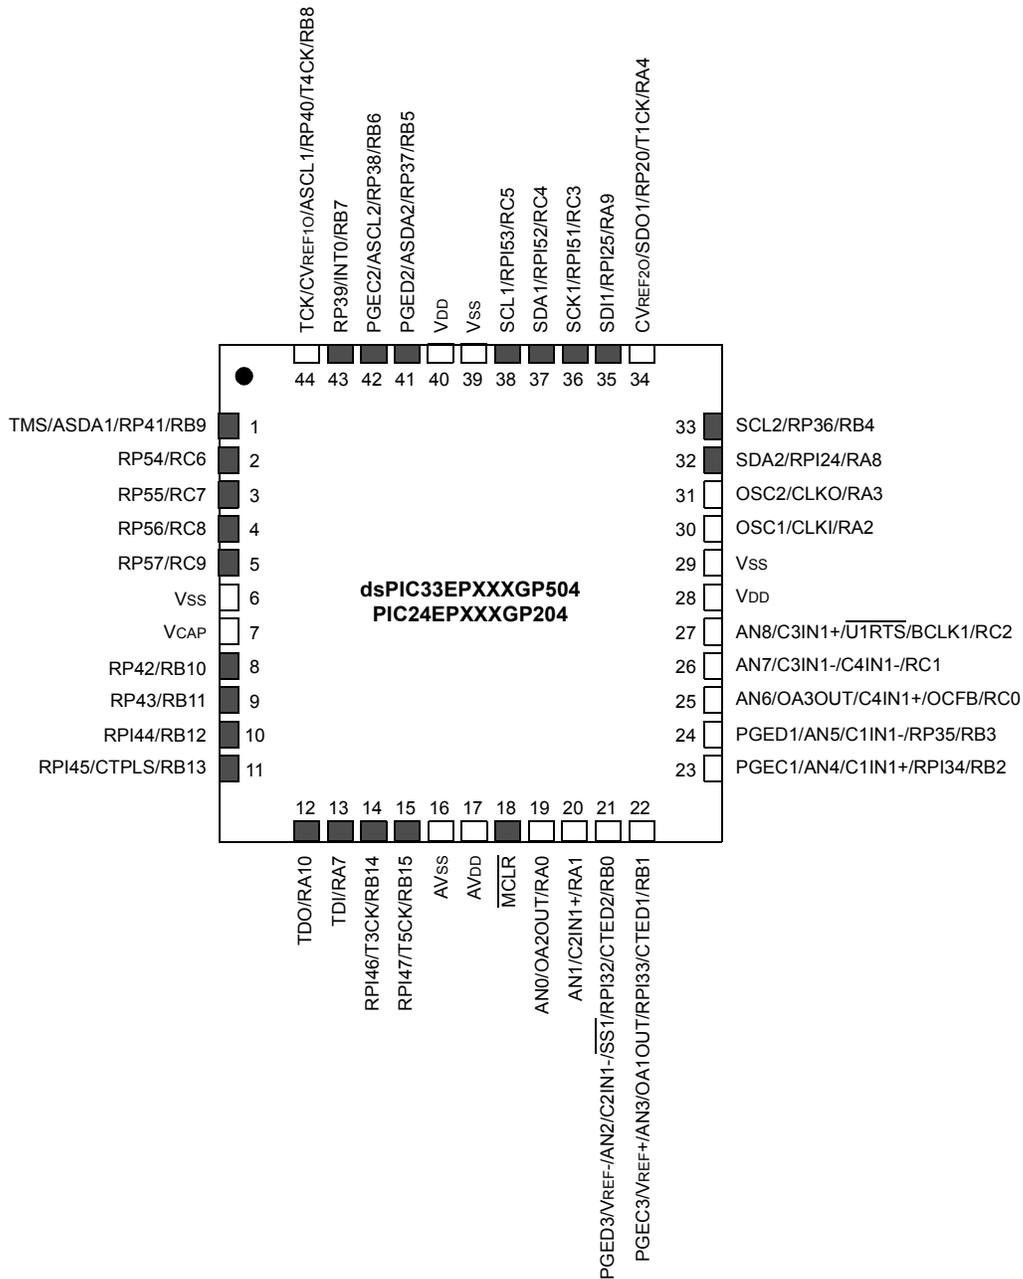 TCK/CVREF1O/ASCL1/RP40/T4CK/RB8
RP39/INT0/RB7
PGEC2/ASCL2/RP38/RB6
PGED2/ASDA2/RP37/RB5
VDD
VSS
SCL1/RPI53/RC5
SDA1/RPI52/RC4
SCK1/RPI51/RC3
SDI1/RPI25/RA9
CVREF2O/SDO1/RP20/T1CK/RA4
44 43 42 41 40 39 38 37 36 35 34
TMS/ASDA1/RP41/RB9 1
RP54/RC6 2
RP55/RC7 3
RP56/RC8 4
RP57/RC9 5
VSS 6
VCAP 7
RP42/RB10 8
RP43/RB11 9
RPI44/RB12 10
RPI45/CTPLS/RB13 11
dsPIC33EPXXXGP504
PIC24EPXXXGP204
33 SCL2/RP36/RB4
32 SDA2/RPI24/RA8
31 OSC2/CLKO/RA3
30 OSC1/CLKI/RA2
29 VSS
28 VDD
27 AN8/C3IN1+/U1RTS/BCLK1/RC2
26 AN7/C3IN1-/C4IN1-/RC1
25 AN6/OA3OUT/C4IN1+/OCFB/RC0
24 PGED1/AN5/C1IN1-/RP35/RB3
23 PGEC1/AN4/C1IN1+/RPI34/RB2
12 13 14 15 16 17 18 19 20 21 22
TDO/RA10
TDI/RA7
RPI46/T3CK/RB14
RPI47/T5CK/RB15
AVSS
AVDD
MCLR
AN0/OA2OUT/RA0
AN1/C2IN1+/RA1
PGED3/VREF-/AN2/C2IN1-/SS1/RPI32/CTED2/RB0
PGEC3/VREF+/AN3/OA1OUT/RPI33/CTED1/RB1